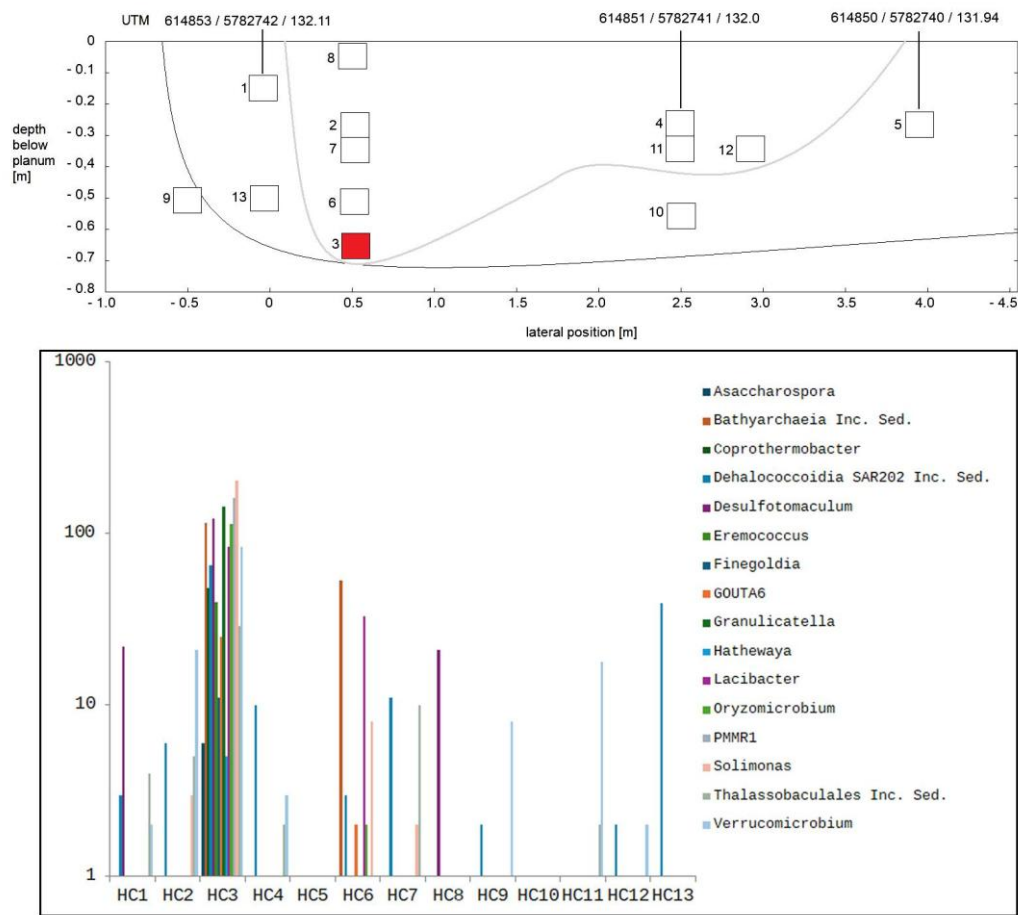 UTM 614853 / 5782742 / 132.11 614851 / 5782741 / 132.0 614850 / 5782740 / 131.94
0
- 0.1
- 0.2
- 0.3
- 0,4
- 0,5
- 0.6
- 0.7
- 0.8
depth
below
planum
[m]
8
1
2
4
5
7
11
12
9
13
6
10
3
-1.0 - 0.5 0 0.5 1.0 1.5 2.0 2.5 3.0 3.5 4.0 - 4.5
lateral position [m]
1000
100
10
1
HC1 HC2 HC3 HC4 HC5 HC6 HC7 HC8 HC9 HC10 HC11 HC12 HC13
Asaccharospora
Bathyarchaeia Inc. Sed.
Coprothermobacter
Dehalococcoidia SAR202 Inc. Sed.
Desulfotomaculum
Eremococcus
Finegoldia
GOUTA6
Granulicatella
Hathewaya
Lacibacter
Oryzomicrobium
PMMR1
Solimonas
Thalassobaculales Inc. Sed.
Verrucomicrobium